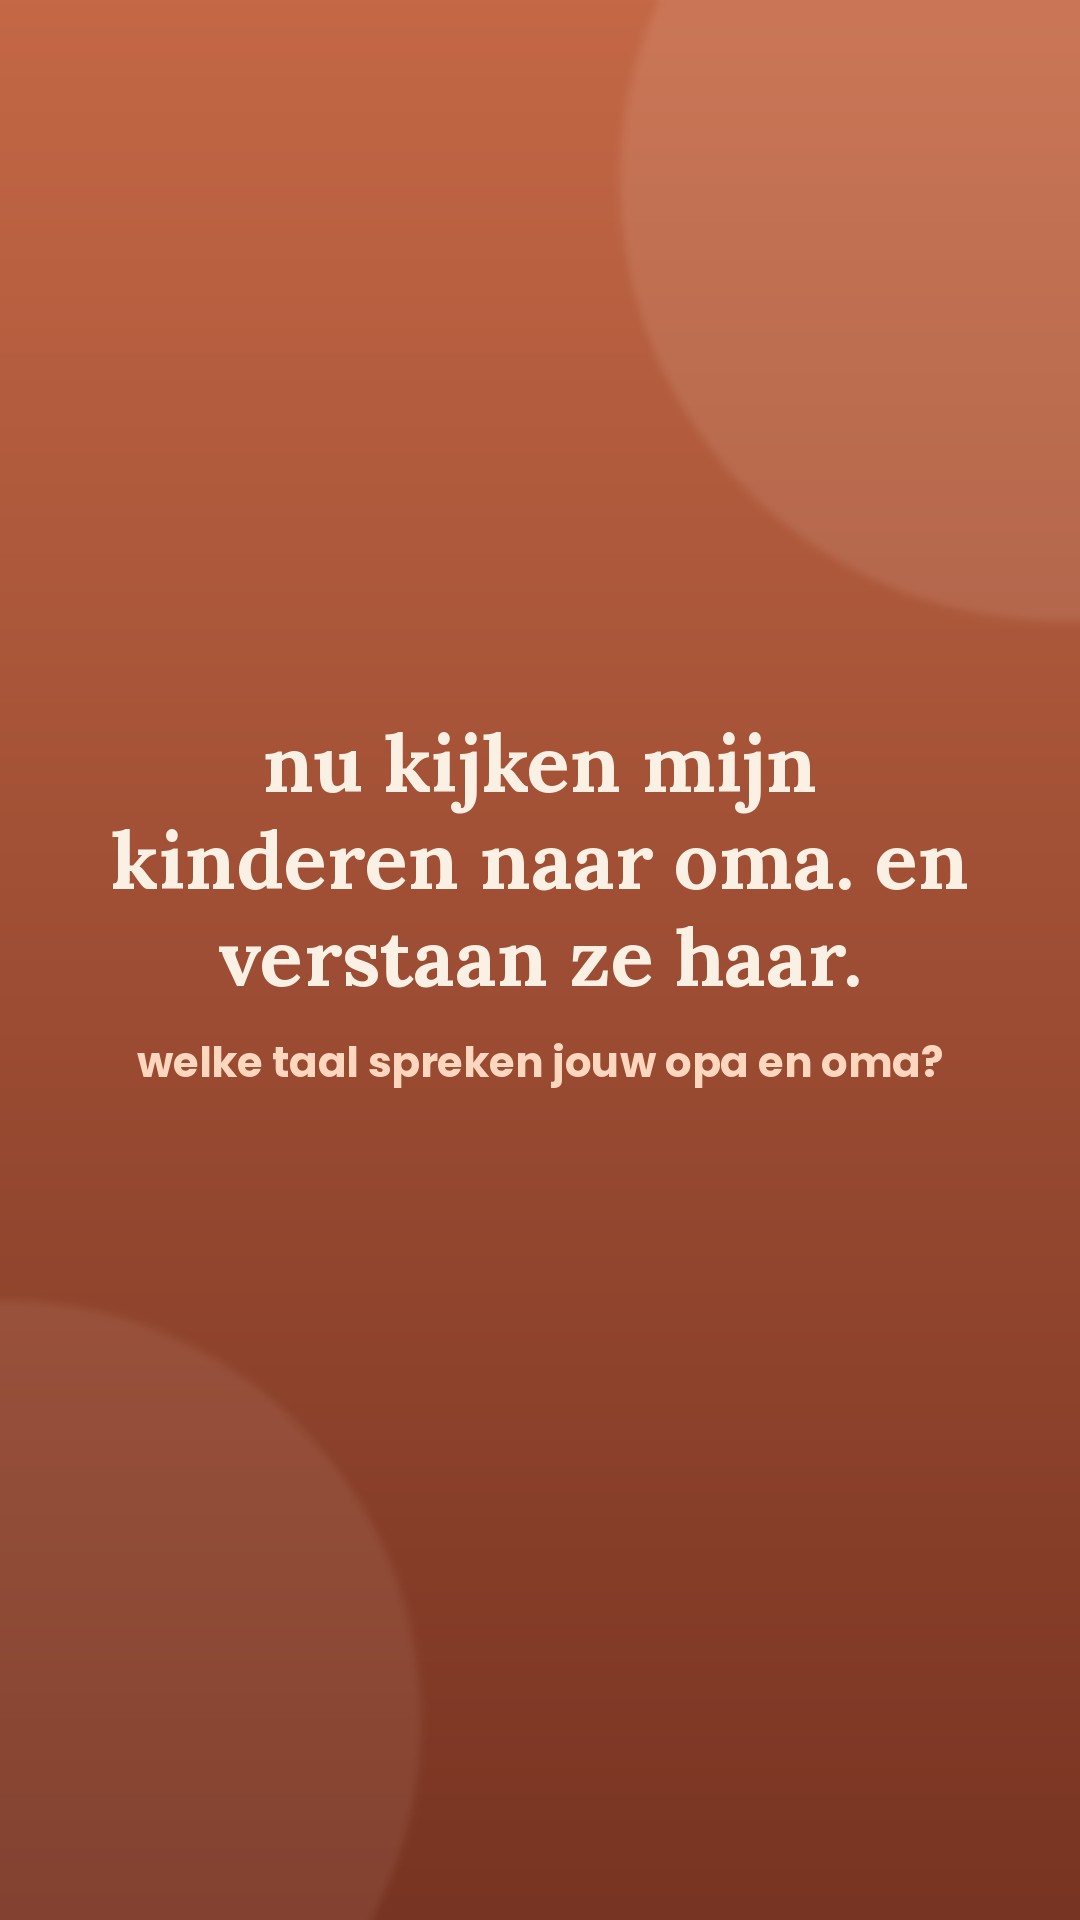 nu kijken mijn
kinderen naar oma. en
verstaan ze haar.
welke taal spreken jouw opa en oma?